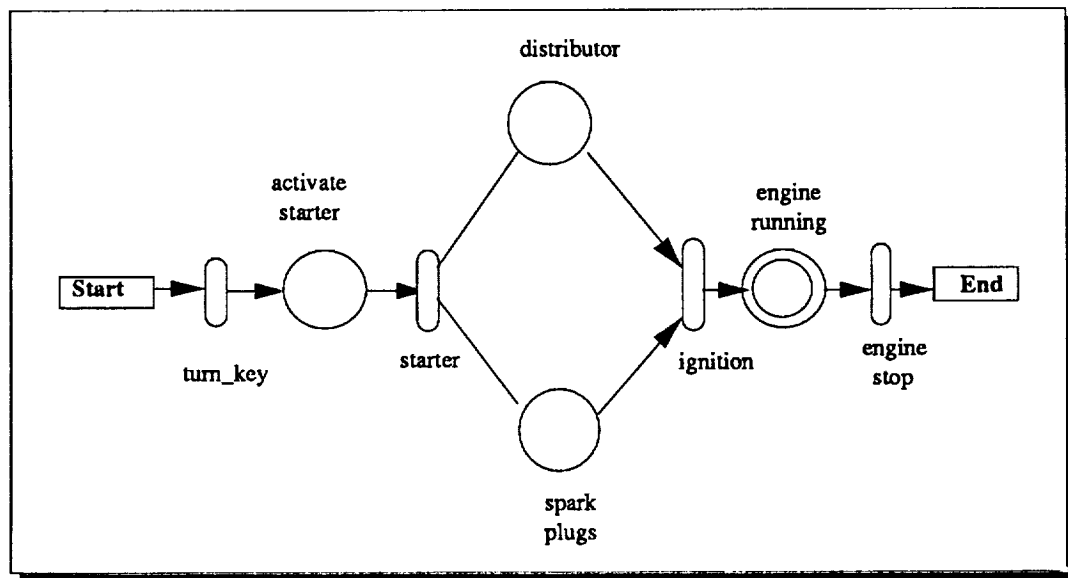 distributor
activate
starter
engine
running
Start
End
starter
ignition
turn_key
engine
stop
spark
plugs